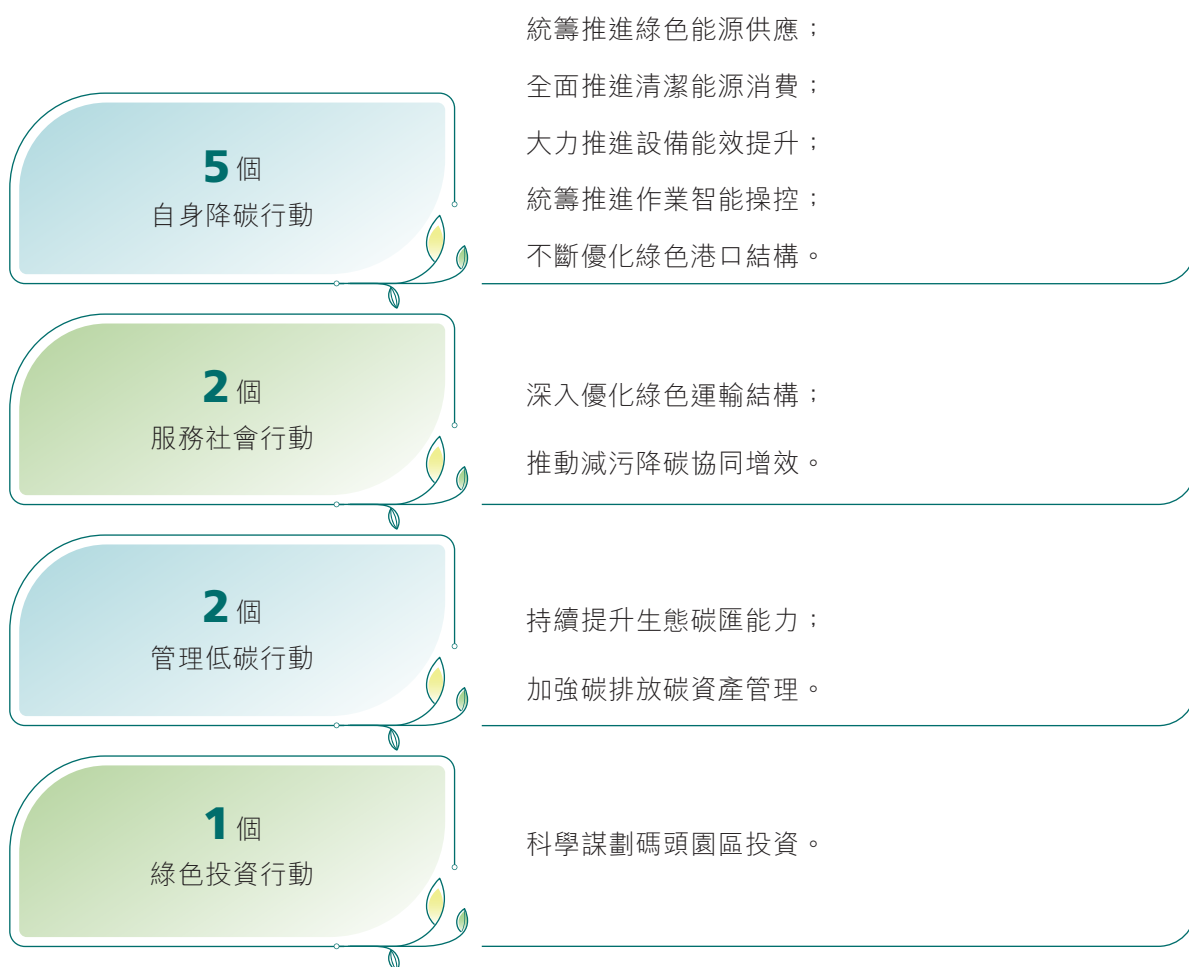 統籌推進綠色能源供應；
全面推進清潔能源消費；
大力推進設備能效提升；
統籌推進作業智能操控；
不斷優化綠色港口結構。
5個
自身降碳行動
深入優化綠色運輸結構；
推動減污降碳協同增效。
2個
服務社會行動
持續提升生態碳匯能力；
加強碳排放碳資產管理。
2個
管理低碳行動
科學謀劃碼頭園區投資。
1個
綠色投資行動